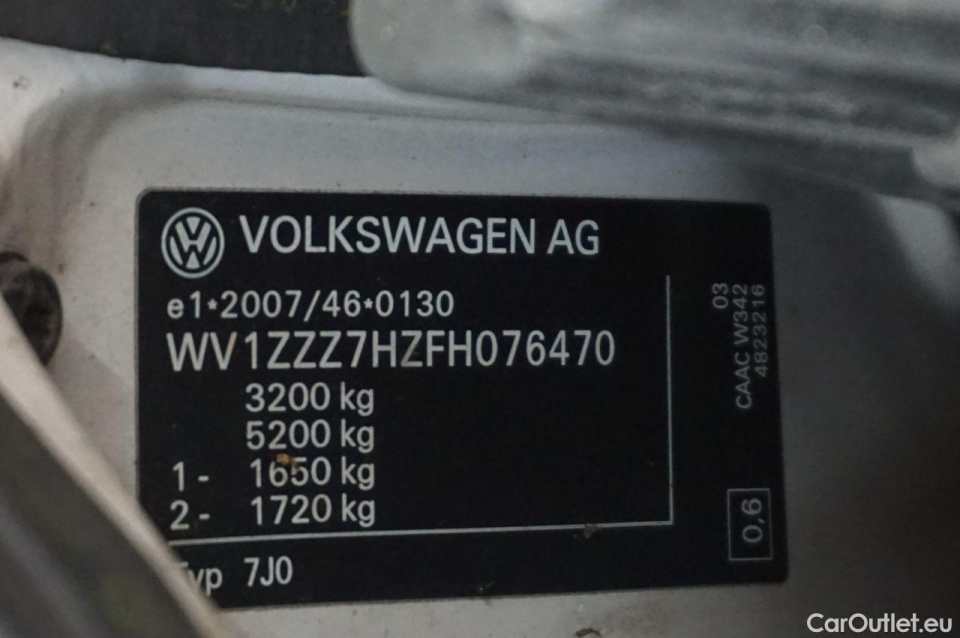 VOLKSWAGEN AG
e1*2007/46*0130
WV1ZZZ7HZFH076470
3200 kg
5200 kg
1- 1650 kg
2- 1720 kg
Typ 7J0
03
CAAC W342
4823216
0,6
CarOutlet.eu